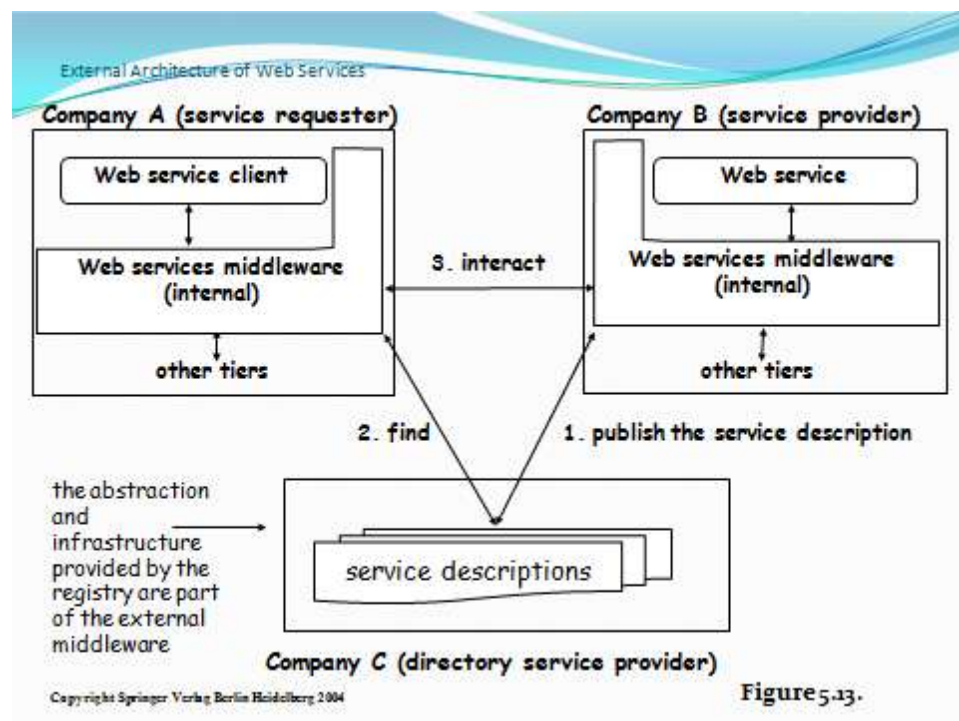 External Architecture of Web Services
Company A (service requester)
Company B (service provider)
Web service client
Web service
Web services middleware
(internal)
3. interact
Web services middleware
(internal)
other tiers
other tiers
2. find
1. publish the service description
the abstraction
and
infrastructure
provided by the
registry are part
of the external
middleware
service descriptions
Company C (directory service provider)
Copyright Springer Verlag Berlin Heidelberg 2004
Figure 5.13.